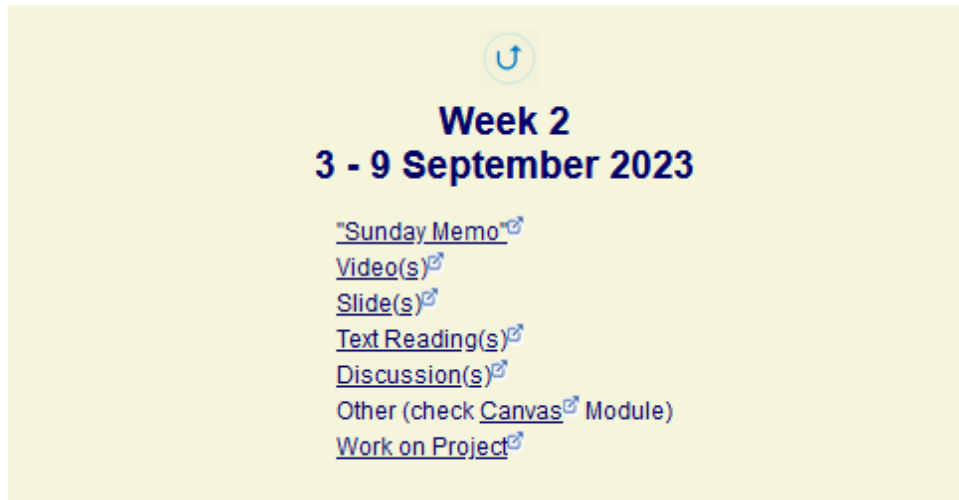 Week 2
3 - 9 September 2023
"Sunday Memo"
Video(s)
Slide(s)
Text Reading(s)
Discussion(s)
Other (check Canvas Module)
Work on Project